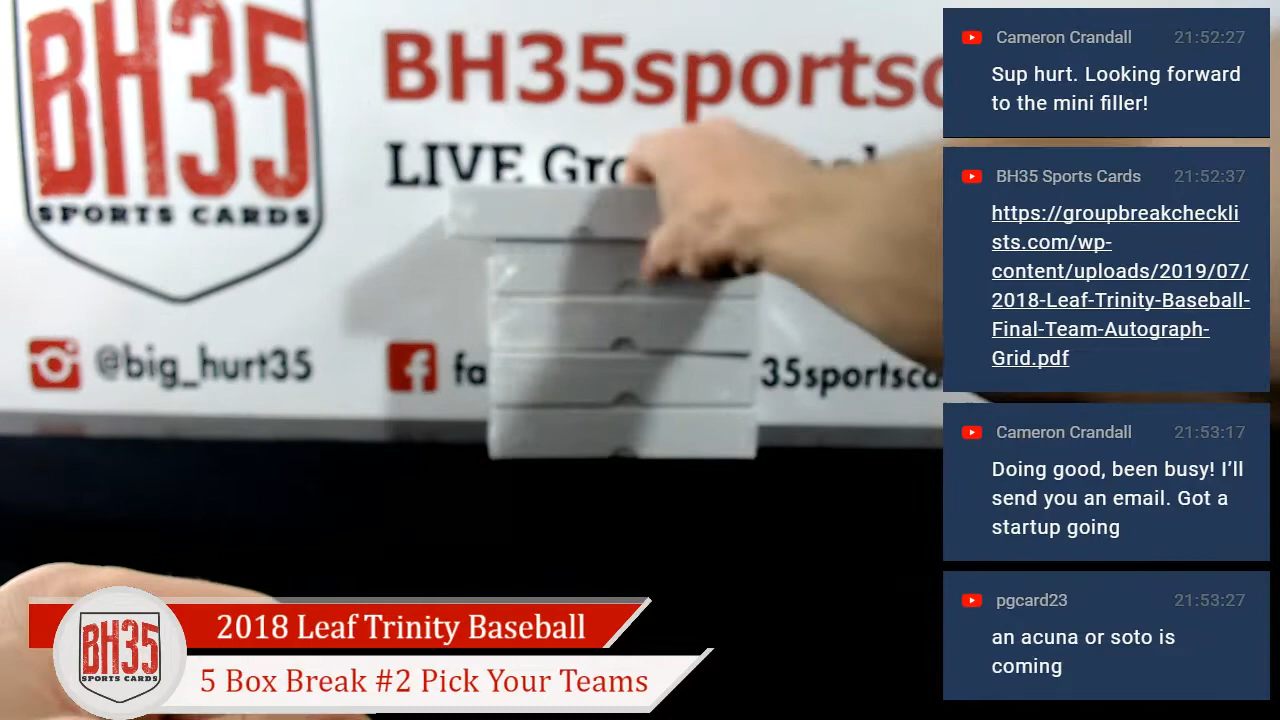 BH35
SPORTS CARDS
BH35sportsc
LIVE Gro
@big_hurt35
fa
35sportsca
Cameron Crandall 21:52:27
Sup hurt. Looking forward
to the mini filler!
BH35 Sports Cards 21:52:37
https://groupbreakcheckli
sts.com/wp-
content/uploads/2019/07/
2018-Leaf-Trinity-Baseball-
Final-Team-Autograph-
Grid.pdf
Cameron Crandall 21:53:17
Doing good, been busy! I’ll
send you an email. Got a
startup going
pgcard23 21:53:27
an acuna or soto is
coming
BH35
SPORTS CARDS
2018 Leaf Trinity Baseball
5 Box Break #2 Pick Your Teams